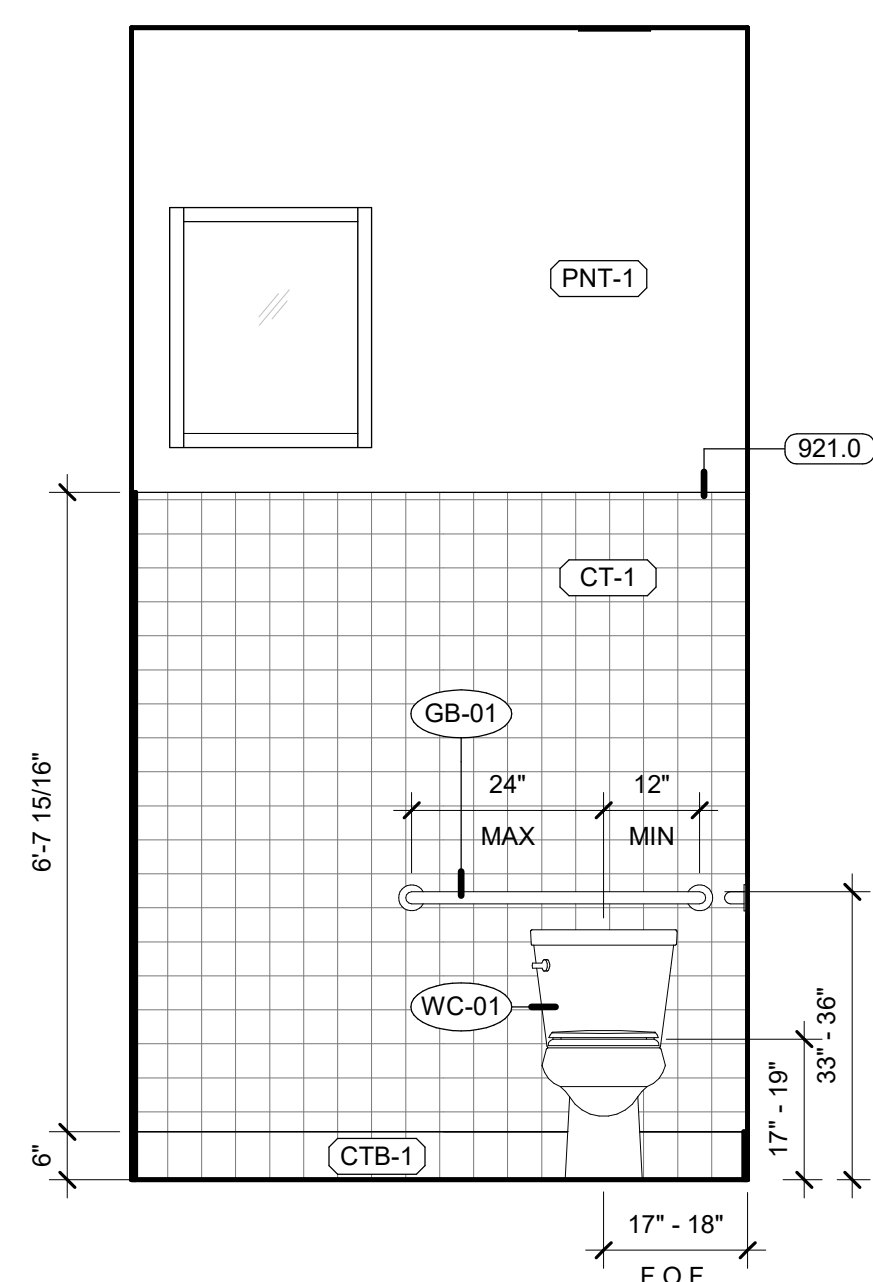 PNT-1
921.0
CT-1
GB-01
24" 12"
MAX MIN
6'-7 15/16"
WC-01
33" - 36"
17" - 19"
6"
CTB-1
17" - 18"
F.O.F.